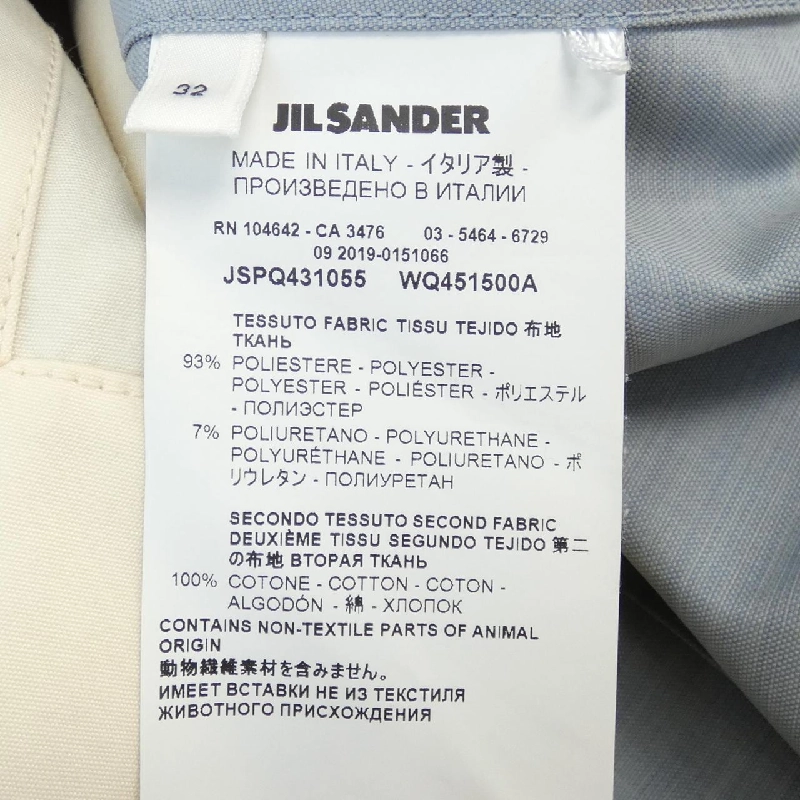 32
JIL SANDER
MADE IN ITALY - イタリア製 -
ПРОИЗВЕДЕНО В ИТАЛИИ
RN 104642 - CA 3476 03 - 5464 - 6729
09 2019-0151066
JSPQ431055 WQ451500A
TESSUTO FABRIC TISSU TEJIDO 布地
ТКАНЬ
93% POLIESTERE - POLYESTER -
POLYESTER - POLIÉSTER - ポリエステル
- ПОЛИЭСТЕР
7% POLIURETANO - POLYURETHANE -
POLYURÉTHANE - POLIURETANO - ポ
リウレタン - ПОЛИУРЕТАН
SECONDO TESSUTO SECOND FABRIC
DEUXIÈME TISSU SEGUNDO TEJIDO 第二
の布地 ВТОРАЯ ТКАНЬ
100% COTONE - COTTON - COTON -
ALGODÓN - 綿 - ХЛОПОК
CONTAINS NON-TEXTILE PARTS OF ANIMAL
ORIGIN
動物繊維素材を含みません。
ИМЕЕТ ВСТАВКИ НЕ ИЗ ТЕКСТИЛЯ
ЖИВОТНОГО ПРИСХОЖДЕНИЯ